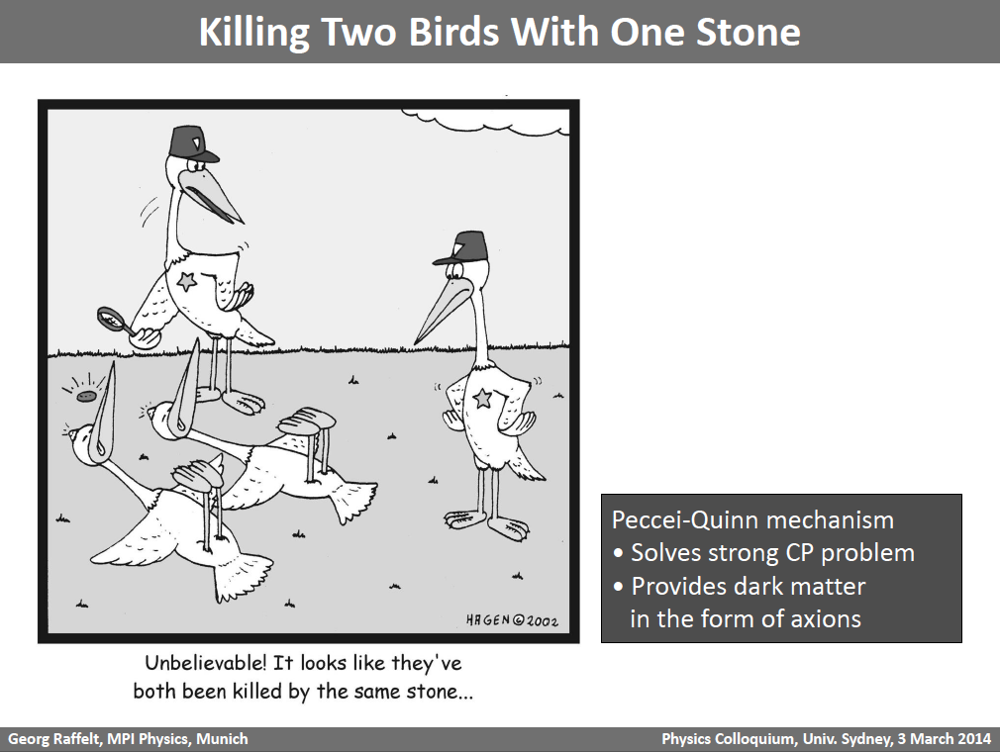 Killing Two Birds With One Stone
HAGEN©2002
Unbelievable! It looks like they've
both been killed by the same stone...
Peccei-Quinn mechanism
• Solves strong CP problem
• Provides dark matter
in the form of axions
Georg Raffelt, MPI Physics, Munich
Physics Colloquium, Univ. Sydney, 3 March 2014